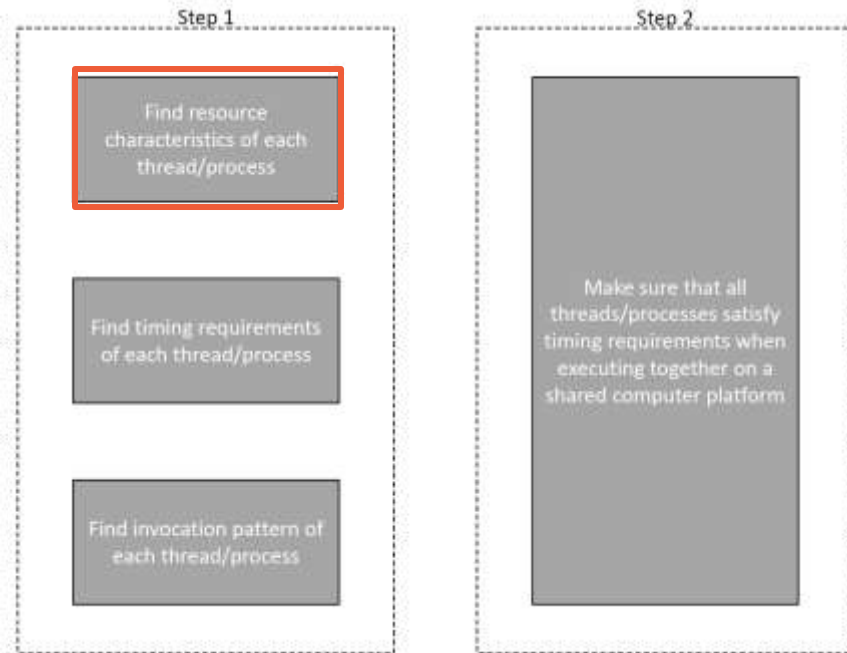 Step 1
Find resource
characteristics of each
thread/process
Find timing requirements
of each thread/process
Find invocation pattern of
each thread/process
Step 2
Make sure that all
threads/processes satisfy
timing requirements when
executing together on a
shared computer platform